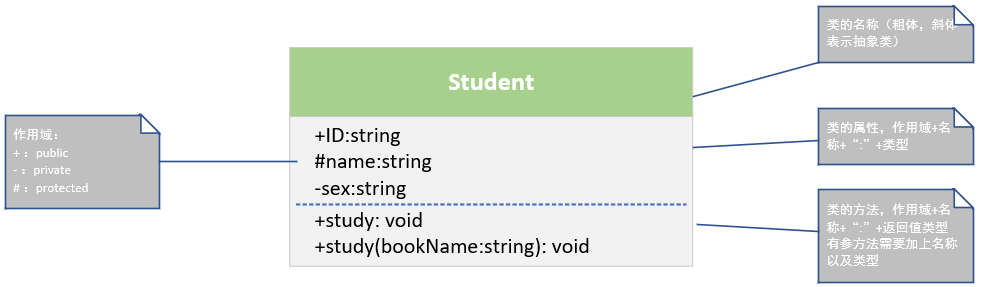 类的名称（粗体，斜体
表示抽象类）
Student
作用域：
+ ：public
- ：private
# ：protected
+ID:string
#name:string
-sex:string
类的属性，作用域+名
称+“:”+类型
+study: void
+study(bookName:string): void
类的方法，作用域+名
称+“:”+返回值类型
有参方法需要加上名称
以及类型